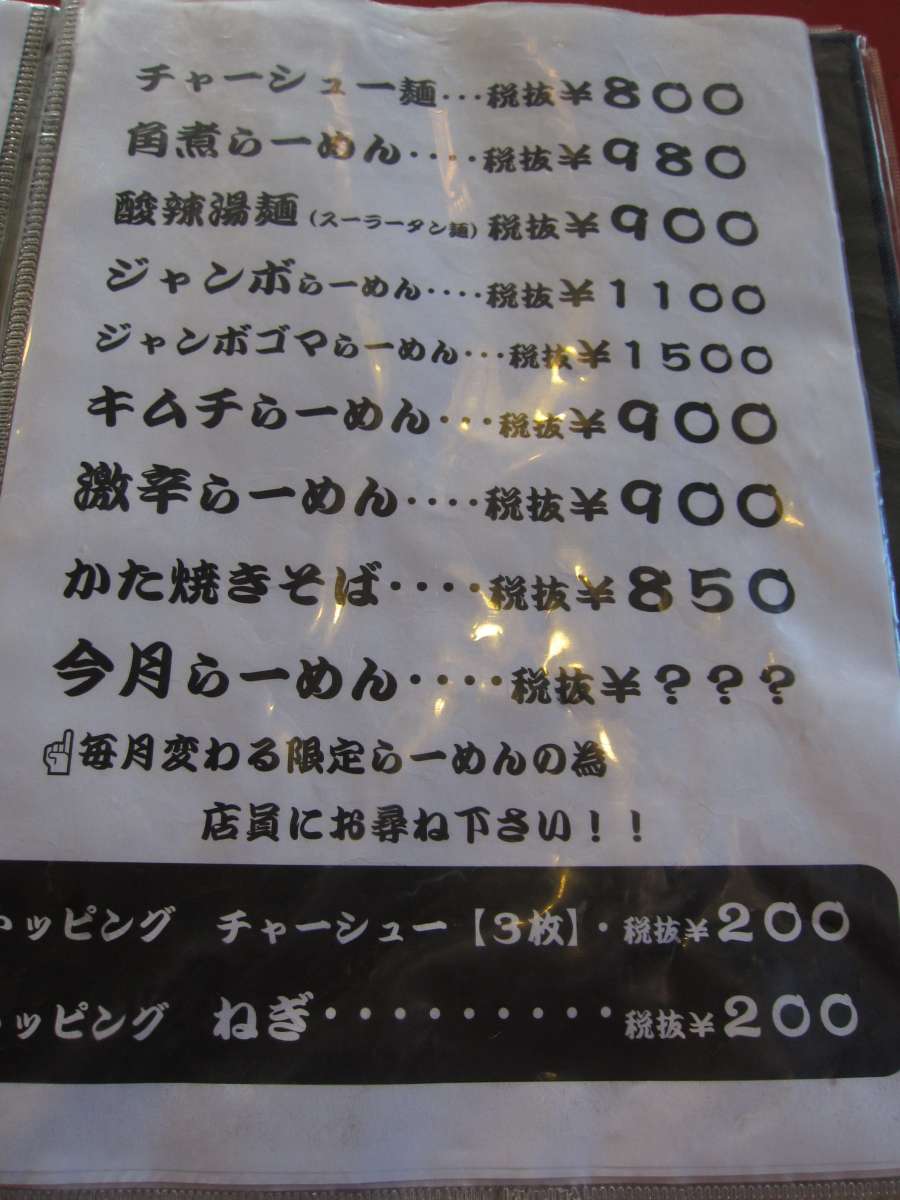 チャーシュー麺…税抜¥800
角煮らーめん‥‥税抜¥980
酸辣湯麺(スーラータン麺)税抜¥900
ジャンボらーめん‥‥税抜¥1100
ジャンボゴマらーめん…税抜¥1500
キムチらーめん…税抜¥900
激辛らーめん‥‥税抜¥900
かた焼きそば‥‥税抜¥850
今月らーめん‥‥税抜¥???
☝毎月変わる限定らーめんの為
店員にお尋ね下さい!!
トッピング チャーシュー【3枚】・税抜¥200
トッピング ねぎ・・・・・・・・・・税抜¥200